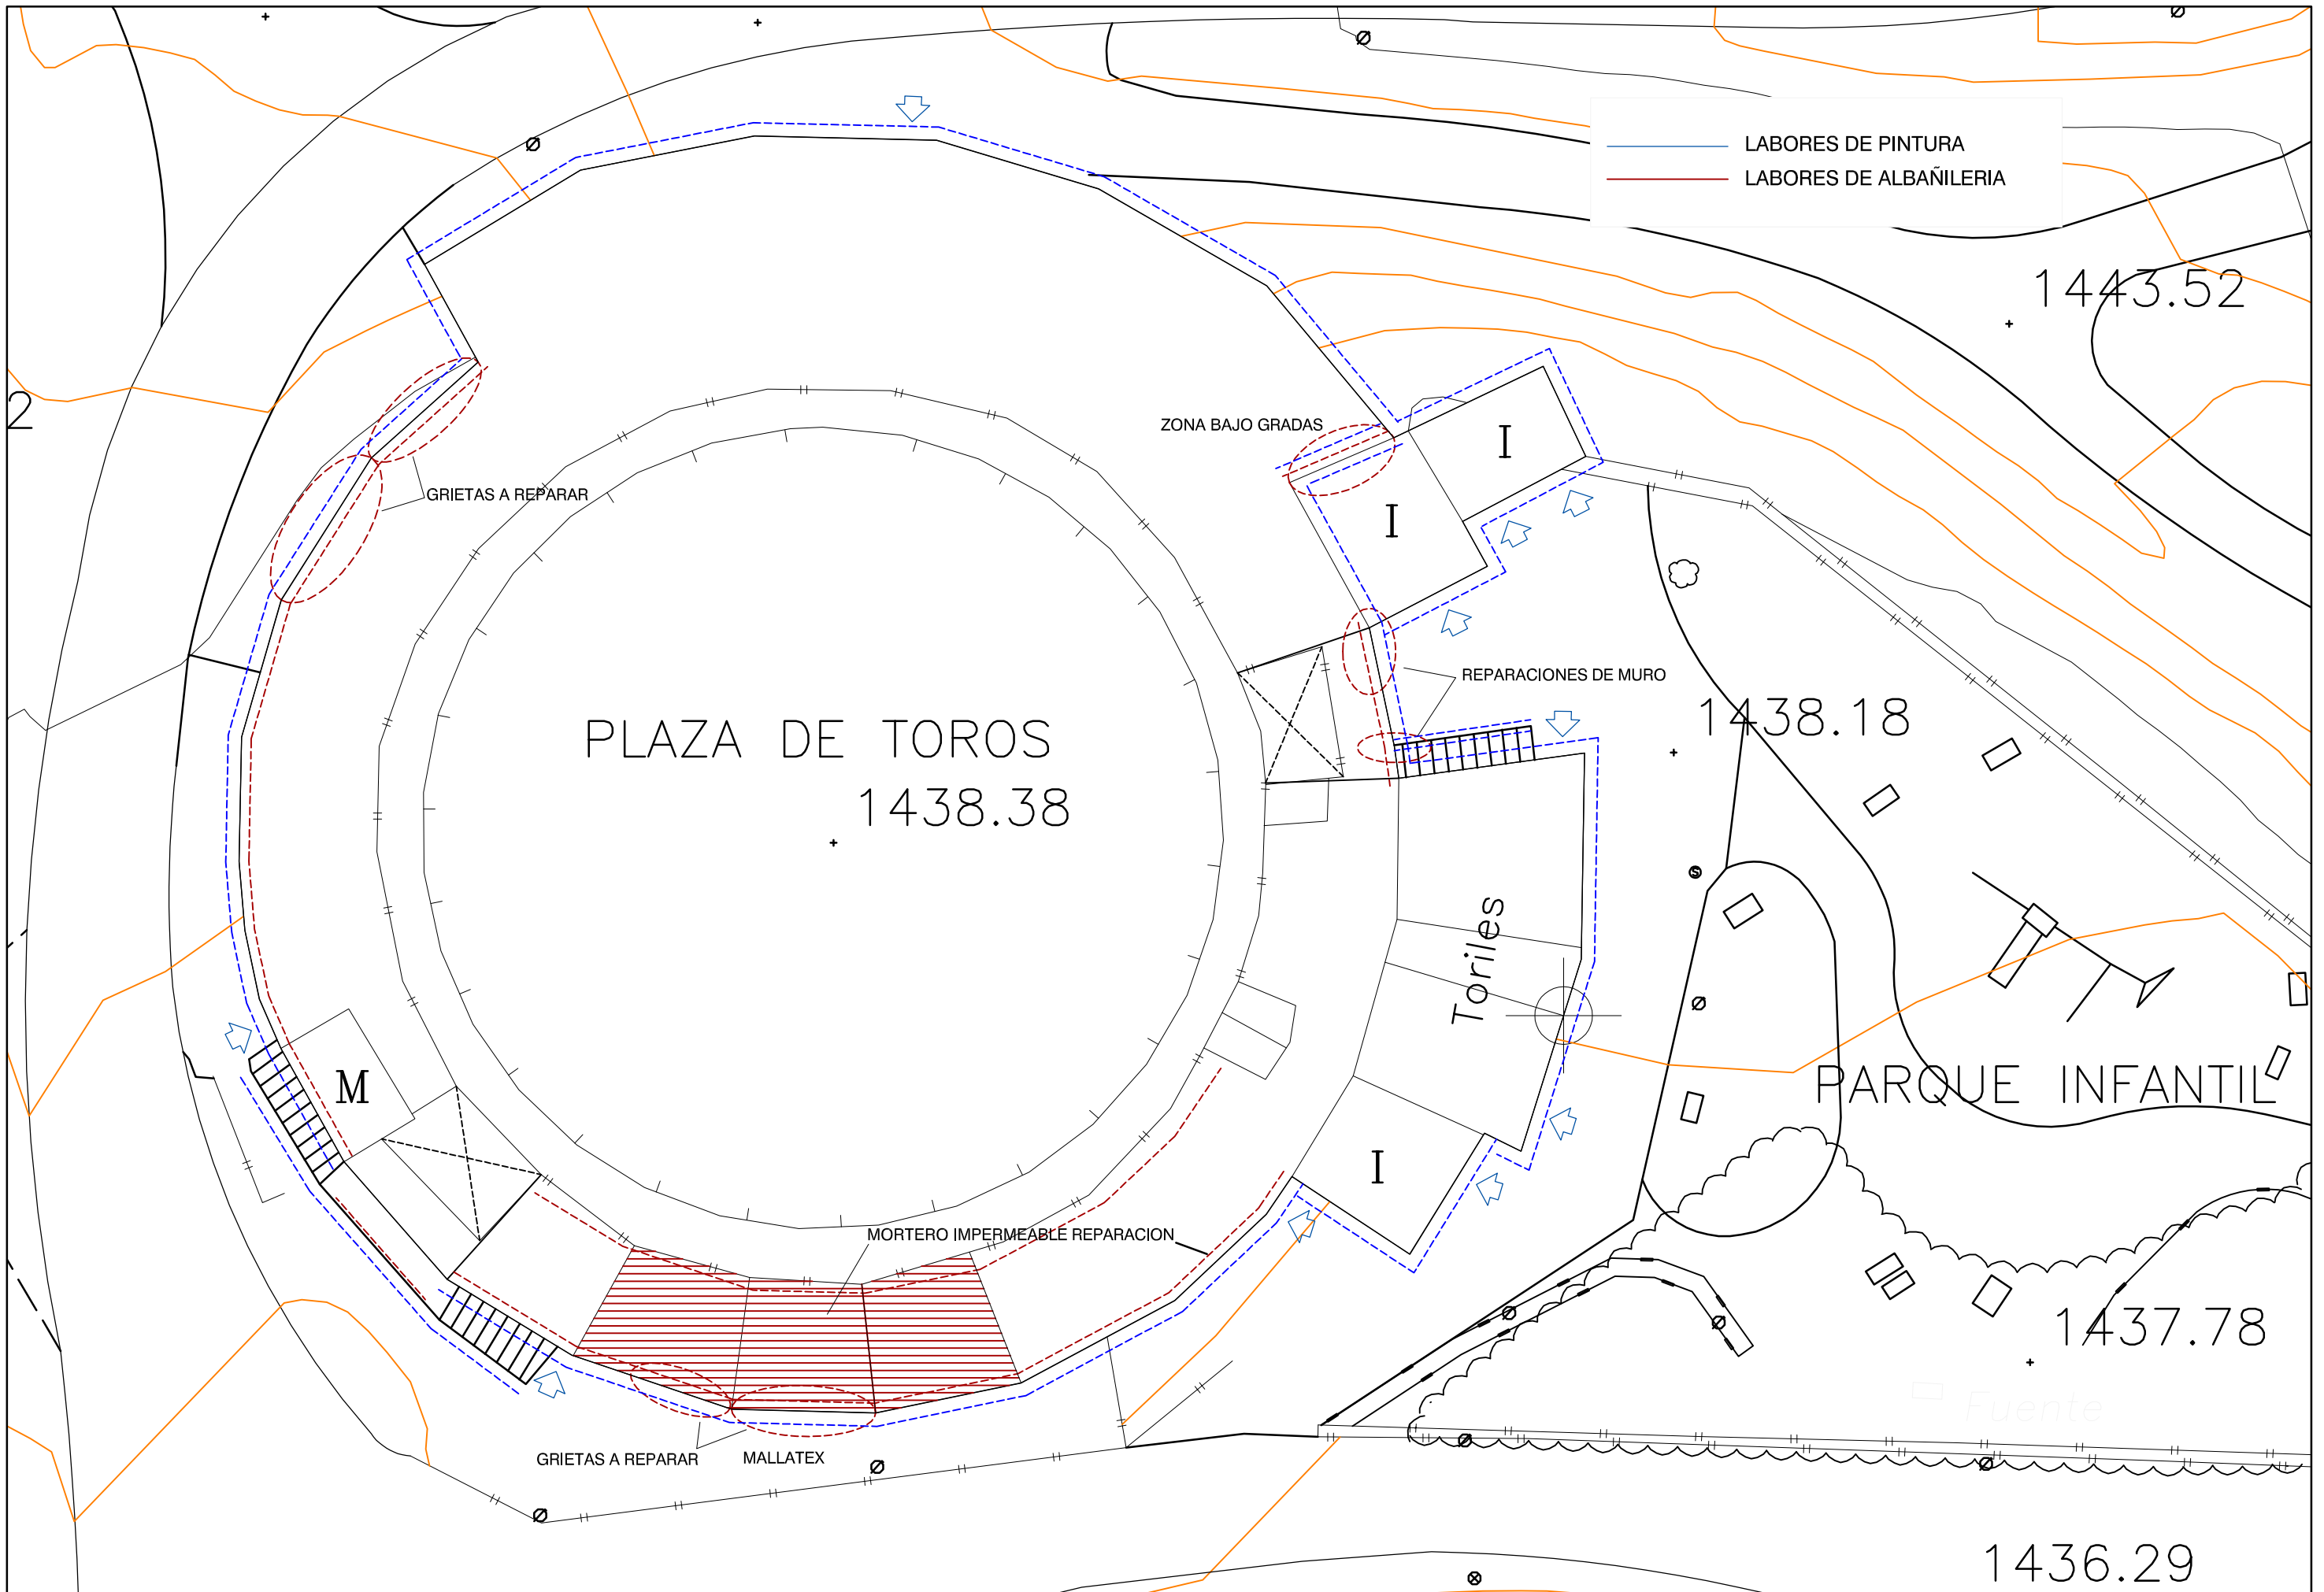 LABORES DE PINTURA
LABORES DE ALBAÑILERIA
1443.52
2
ZONA BAJO GRADAS
I
GRIETAS A REPARAR
I
REPARACIONES DE MURO
1438.18
PLAZA DE TOROS
1438.38
Toriles
M
PARQUE INFANTIL
I
MORTERO IMPERMEABLE REPARACION
1437.78
Fuente
GRIETAS A REPARAR
MALLATEX
1436.29